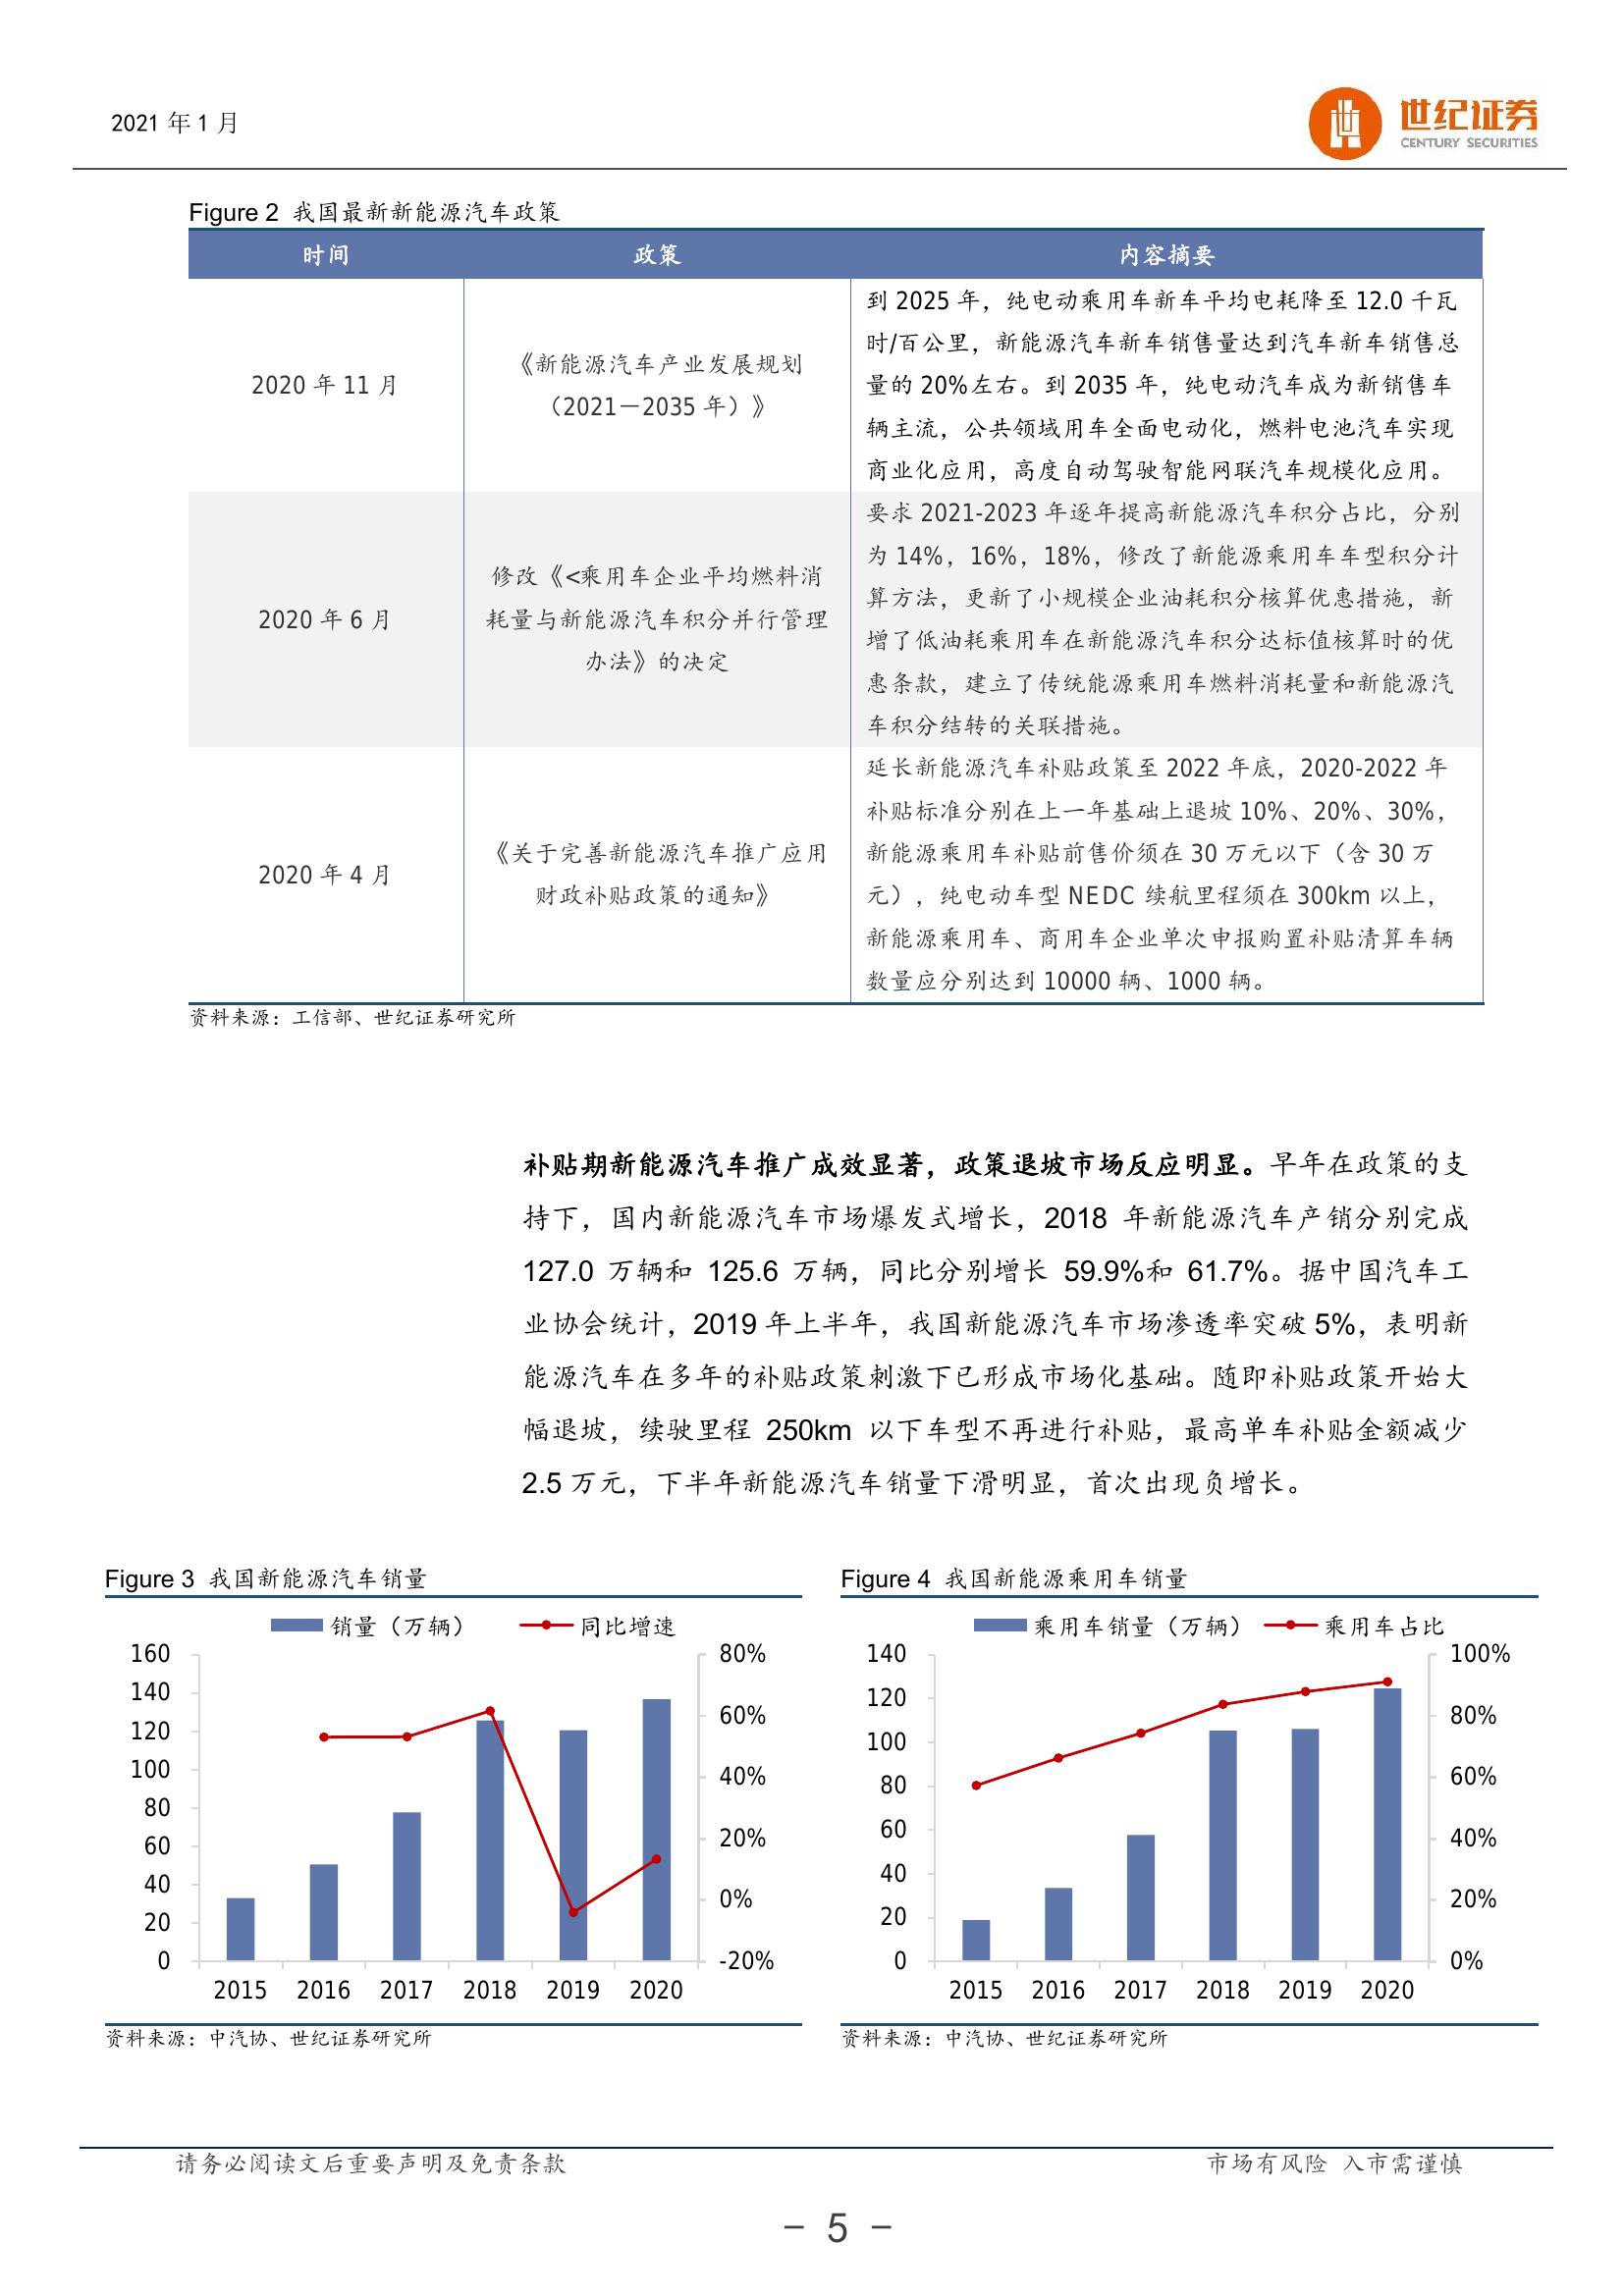 2021 年 1 月
世纪证券
CENTURY SECURITIES
Figure 2 我国最新新能源汽车政策
时间 政策 内容摘要
2020 年 11 月
《新能源汽车产业发展规划
（2021－2035 年）》
到 2025 年，纯电动乘用车新车平均电耗降至 12.0 千瓦
时/百公里，新能源汽车新车销售量达到汽车新车销售总
量的 20%左右。到 2035 年，纯电动汽车成为新销售车
辆主流，公共领域用车全面电动化，燃料电池汽车实现
商业化应用，高度自动驾驶智能网联汽车规模化应用。
2020 年 6 月
修改《<乘用车企业平均燃料消
耗量与新能源汽车积分并行管理
办法》的决定
要求 2021-2023 年逐年提高新能源汽车积分占比，分别
为 14%，16%，18%，修改了新能源乘用车车型积分计
算方法，更新了小规模企业油耗积分核算优惠措施，新
增了低油耗乘用车在新能源汽车积分达标值核算时的优
惠条款，建立了传统能源乘用车燃料消耗量和新能源汽
车积分结转的关联措施。
2020 年 4 月
《关于完善新能源汽车推广应用
财政补贴政策的通知》
延长新能源汽车补贴政策至 2022 年底，2020-2022 年
补贴标准分别在上一年基础上退坡 10%、20%、30%，
新能源乘用车补贴前售价须在 30 万元以下（含 30 万
元），纯电动车型 NEDC 续航里程须在 300km 以上，
新能源乘用车、商用车企业单次申报购置补贴清算车辆
数量应分别达到 10000 辆、1000 辆。
资料来源：工信部、世纪证券研究所
补贴期新能源汽车推广成效显著，政策退坡市场反应明显。早年在政策的支
持下，国内新能源汽车市场爆发式增长，2018 年新能源汽车产销分别完成
127.0 万辆和 125.6 万辆，同比分别增长 59.9%和 61.7%。据中国汽车工
业协会统计，2019 年上半年，我国新能源汽车市场渗透率突破 5%，表明新
能源汽车在多年的补贴政策刺激下已形成市场化基础。随即补贴政策开始大
幅退坡，续驶里程 250km 以下车型不再进行补贴，最高单车补贴金额减少
2.5 万元，下半年新能源汽车销量下滑明显，首次出现负增长。
Figure 3 我国新能源汽车销量
销量（万辆） 同比增速
160 80%
140
120 60%
100
80 40%
60 20%
40
20 0%
0 -20%
2015 2016 2017 2018 2019 2020
资料来源：中汽协、世纪证券研究所
Figure 4 我国新能源乘用车销量
乘用车销量（万辆） 乘用车占比
140 100%
120 80%
100
80 60%
60 40%
40
20 20%
0 0%
2015 2016 2017 2018 2019 2020
资料来源：中汽协、世纪证券研究所
请务必阅读文后重要声明及免责条款 市场有风险 入市需谨慎
- 5 -